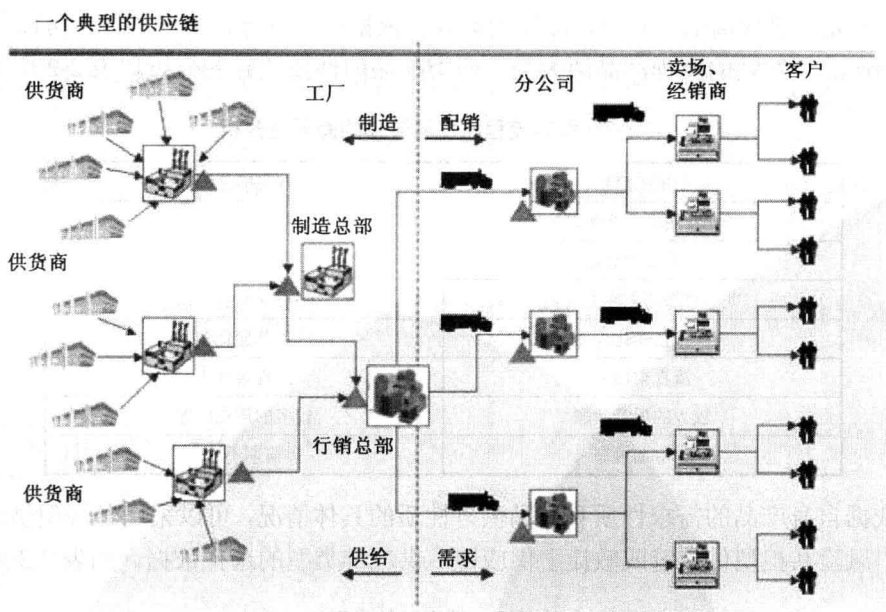 一个典型的供应链
供货商
工厂
制造
配销
分公司
卖场、
经销商
客户
制造总部
供货商
行销总部
供货商
供给
需求